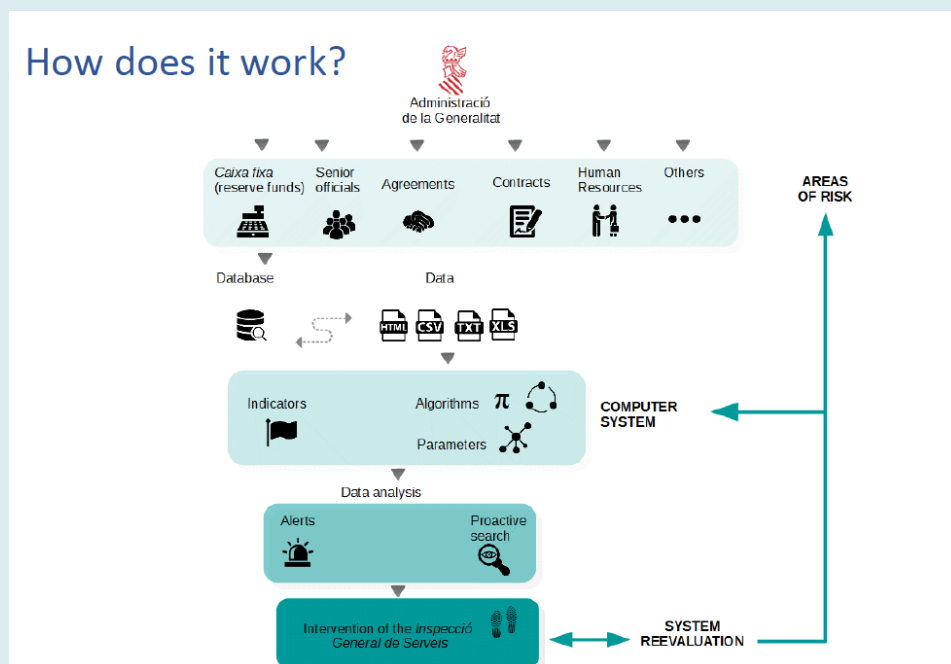 How does it work?
Administració
de la Generalitat
Caixa fixa
(reserve funds)
Senior
officials
Agreements
Contracts
Human
Resources
Others
AREAS
OF RISK
Database
Data
HTML
CSV
TXT
XLS
Indicators
Algorithms
π
Parameters
COMPUTER
SYSTEM
Data analysis
Alerts
Proactive
search
Intervention of the Inspecció
General de Serveis
SYSTEM
REEVALUATION